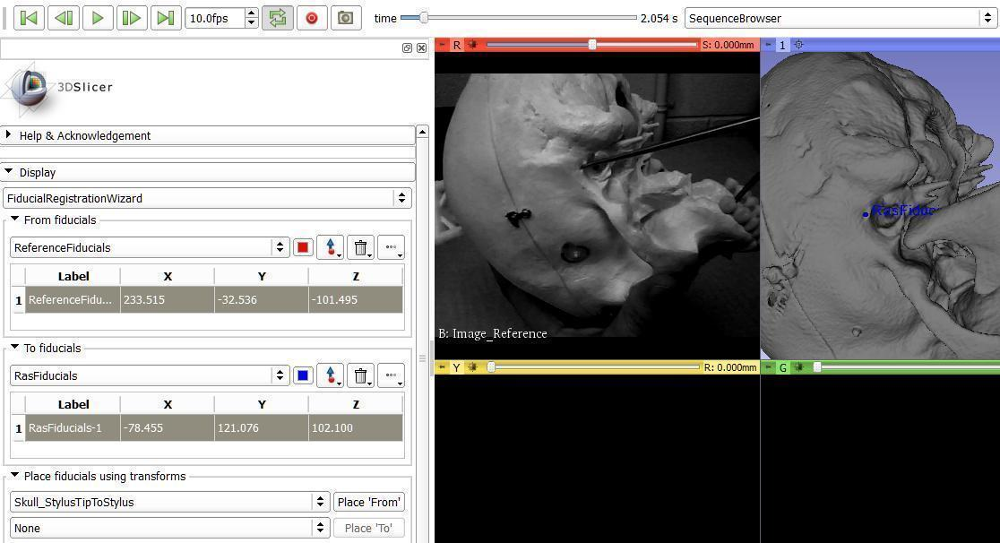 10.0fps
time
2.054 s
SequenceBrowser
3DSlicer
Help & Acknowledgement
Display
FiducialRegistrationWizard
From fiducials
ReferenceFiducials
...
Label X Y Z
1 ReferenceFidu... 233.515 -32.536 -101.495
To fiducials
RasFiducials
...
Label X Y Z
1 RasFiducials-1 -78.455 121.076 102.100
Place fiducials using transforms
Skull_StylusTipToStylus
Place 'From'
None
Place 'To'
R
S: 0.000mm
B: Image_Reference
1
RasFiduc
Y
R: 0.000mm
G